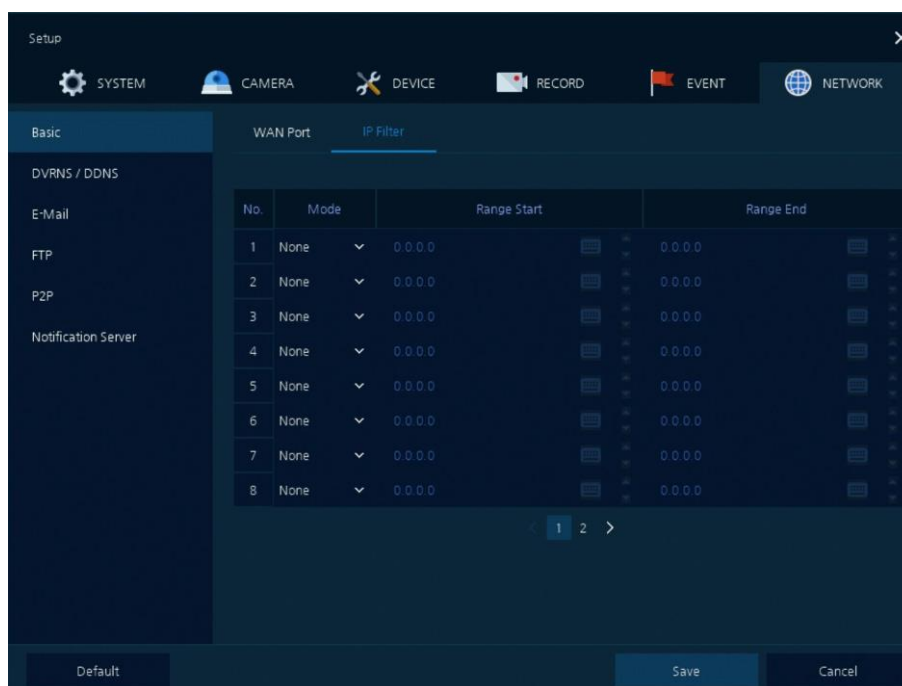 Setup
SYSTEM CAMERA DEVICE RECORD EVENT NETWORK
Basic WAN Port IP Filter
DVRNS / DDNS
E-Mail No. Mode Range Start Range End
FTP 1 None 0.0.0.0 0.0.0.0
2 None 0.0.0.0 0.0.0.0
P2P
3 None 0.0.0.0 0.0.0.0
Notification Server
4 None 0.0.0.0 0.0.0.0
5 None 0.0.0.0 0.0.0.0
6 None 0.0.0.0 0.0.0.0
7 None 0.0.0.0 0.0.0.0
8 None 0.0.0.0 0.0.0.0
1 2
Default Save Cancel